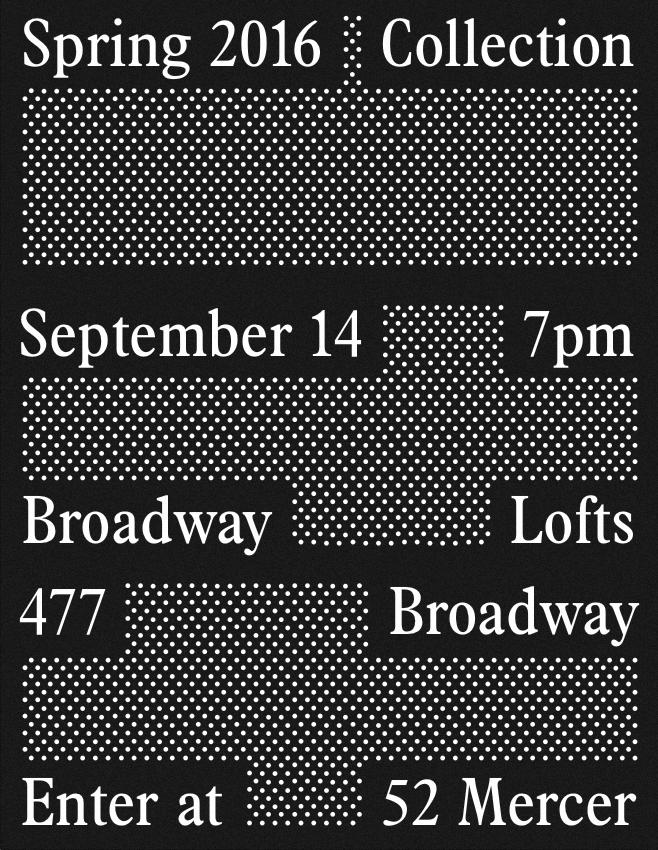 Spring 2016 Collection
September 14 7pm
Broadway Lofts
477 Broadway
Enter at 52 Mercer